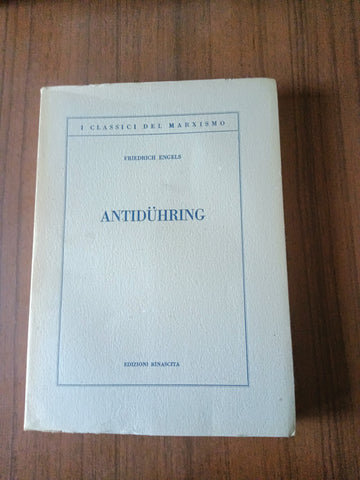 I CLASSICI DEL MARXISMO
FRIEDRICH ENGELS
ANTIDÜHRING
EDIZIONI RINASCITA